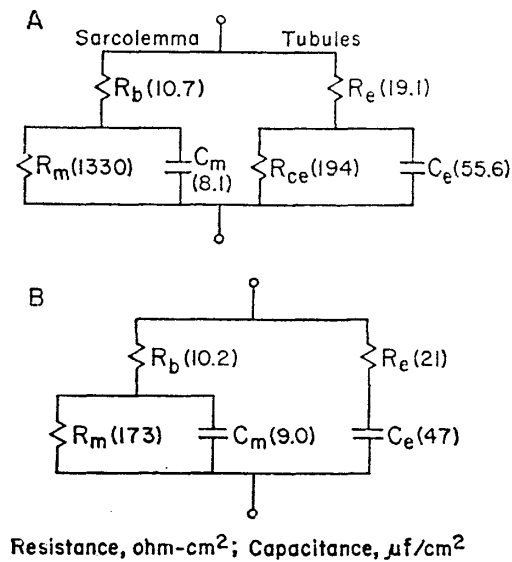 A
Sarcolemma Tubules
R_b(10.7) R_e(19.1)
R_m(1330) C_m(8.1) R_ce(194) C_e(55.6)
B
R_b(10.2) R_e(21)
R_m(173) C_m(9.0) C_e(47)
Resistance, ohm-cm²; Capacitance, μf/cm²